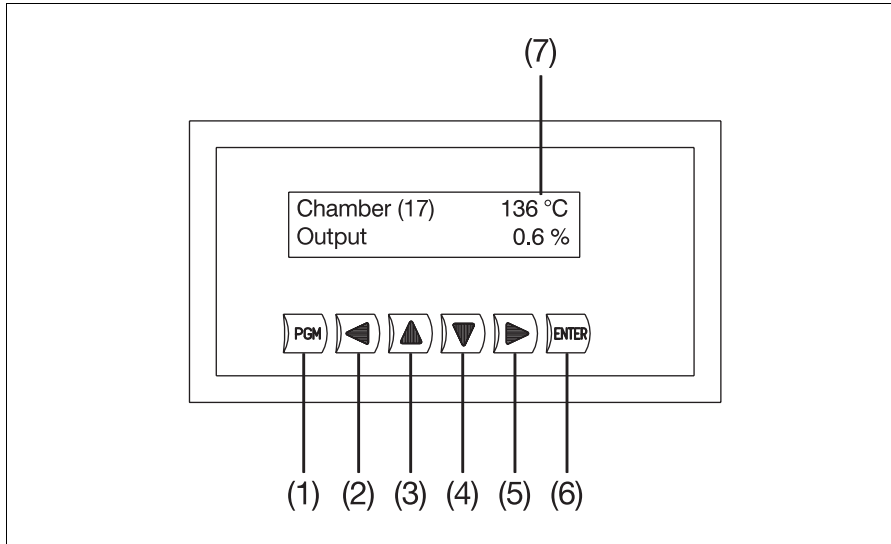 (7)
Chamber (17) 136 °C
Output 0.6 %
PGM ENTER
(1) (2) (3) (4) (5) (6)